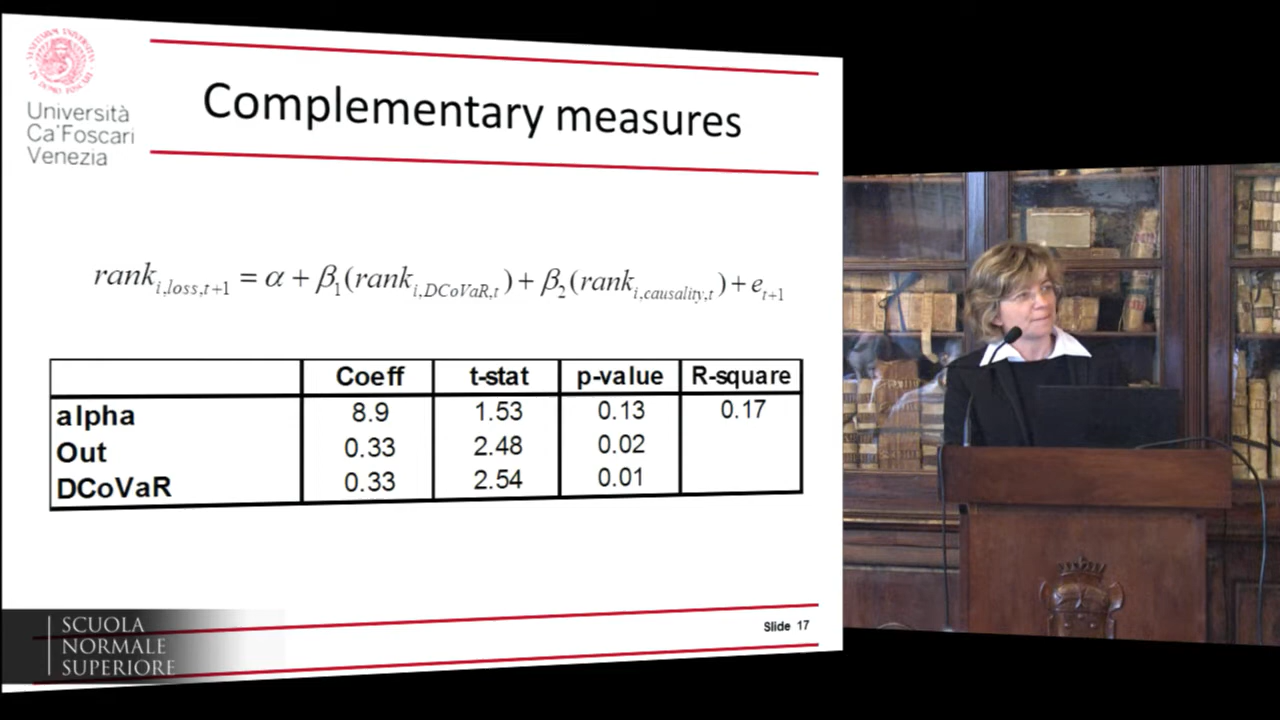 Università
Ca'Foscari
Venezia
Complementary measures
rank_{i,loss,t+1} = α + β_1(rank_{i,DCoVaR,t}) + β_2(rank_{i,causality,t}) + e_{t+1}
Coeff t-stat p-value R-square
alpha 8.9 1.53 0.13 0.17
Out 0.33 2.48 0.02
DCoVaR 0.33 2.54 0.01
Slide 17
SCUOLA
NORMALE
SUPERIORE